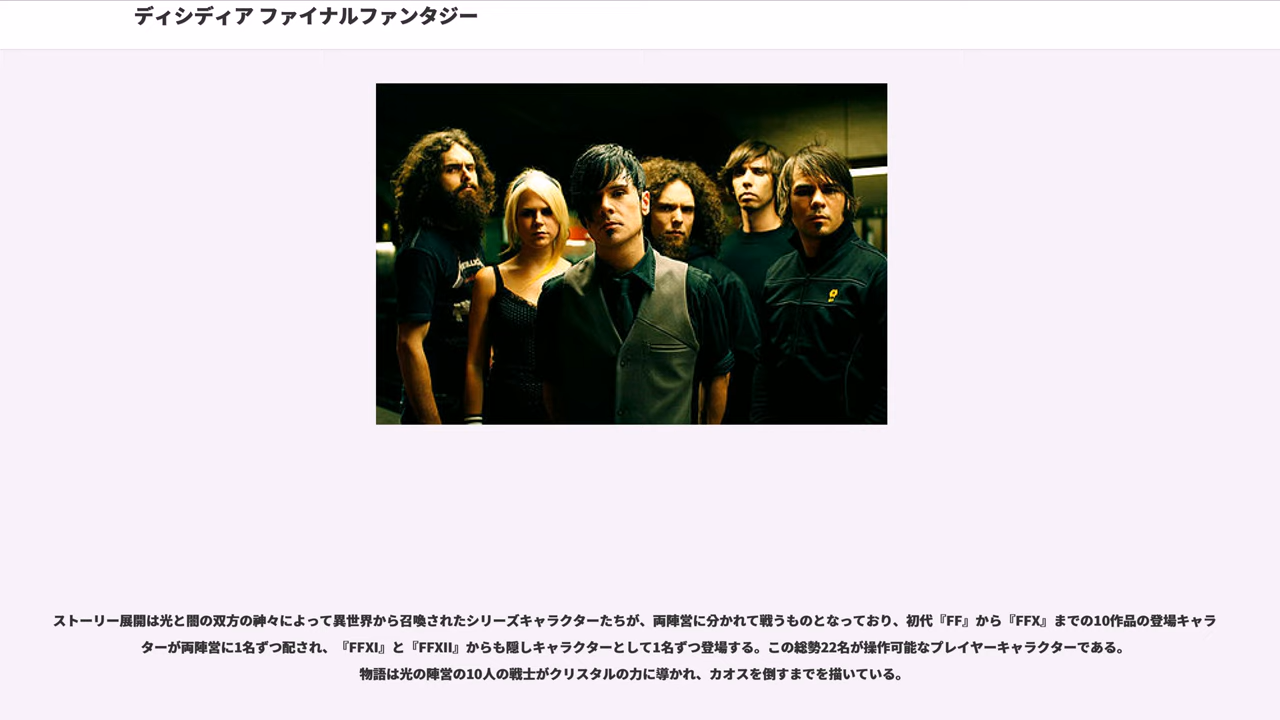 ディシディア ファイナルファンタジー
ストーリー展開は光と闇の双方の神々によって異世界から召喚されたシリーズキャラクターたちが、両陣営に分かれて戦うものとなっており、初代『FF』から『FFX』までの10作品の登場キャラ
ターが両陣営に1名ずつ配され、『FFXI』と『FFXII』からも隠しキャラクターとして1名ずつ登場する。この総勢22名が操作可能なプレイヤーキャラクターである。
物語は光の陣営の10人の戦士がクリスタルの力に導かれ、カオスを倒すまでを描いている。